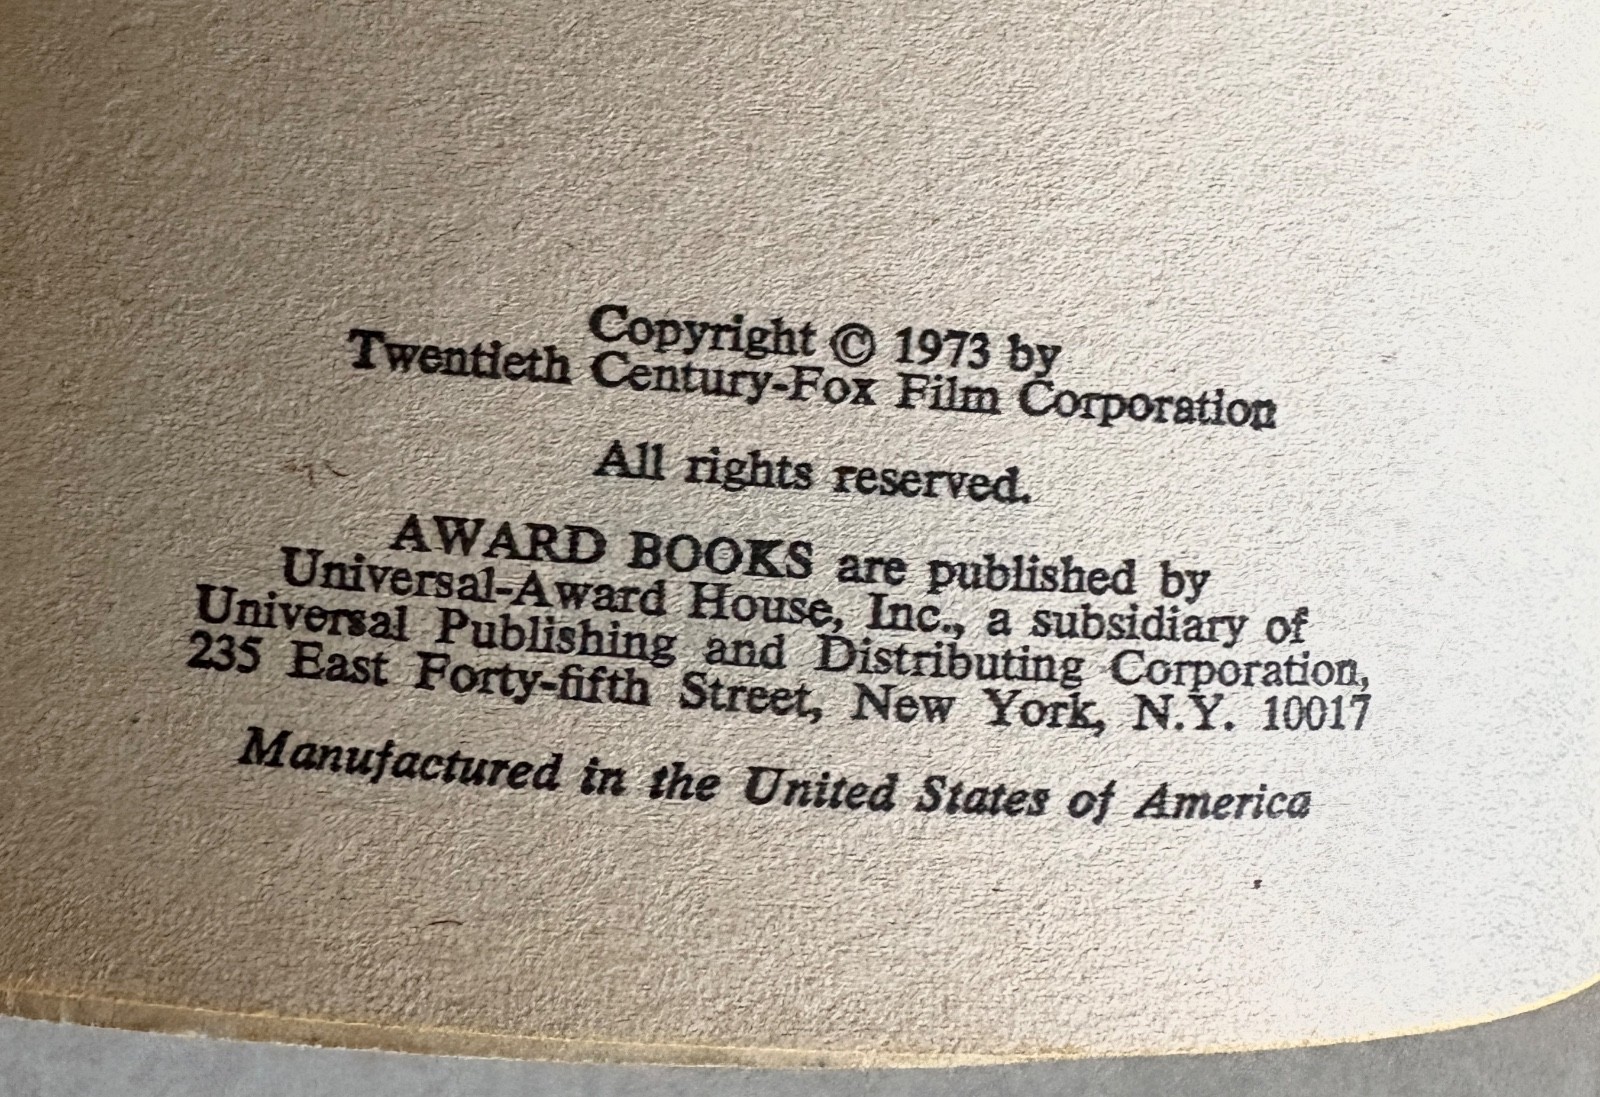 Copyright © 1973 by
Twentieth Century-Fox Film Corporation
All rights reserved.
AWARD BOOKS are published by
Universal-Award House, Inc., a subsidiary of
Universal Publishing and Distributing Corporation,
235 East Forty-fifth Street, New York, N.Y. 10017
Manufactured in the United States of America